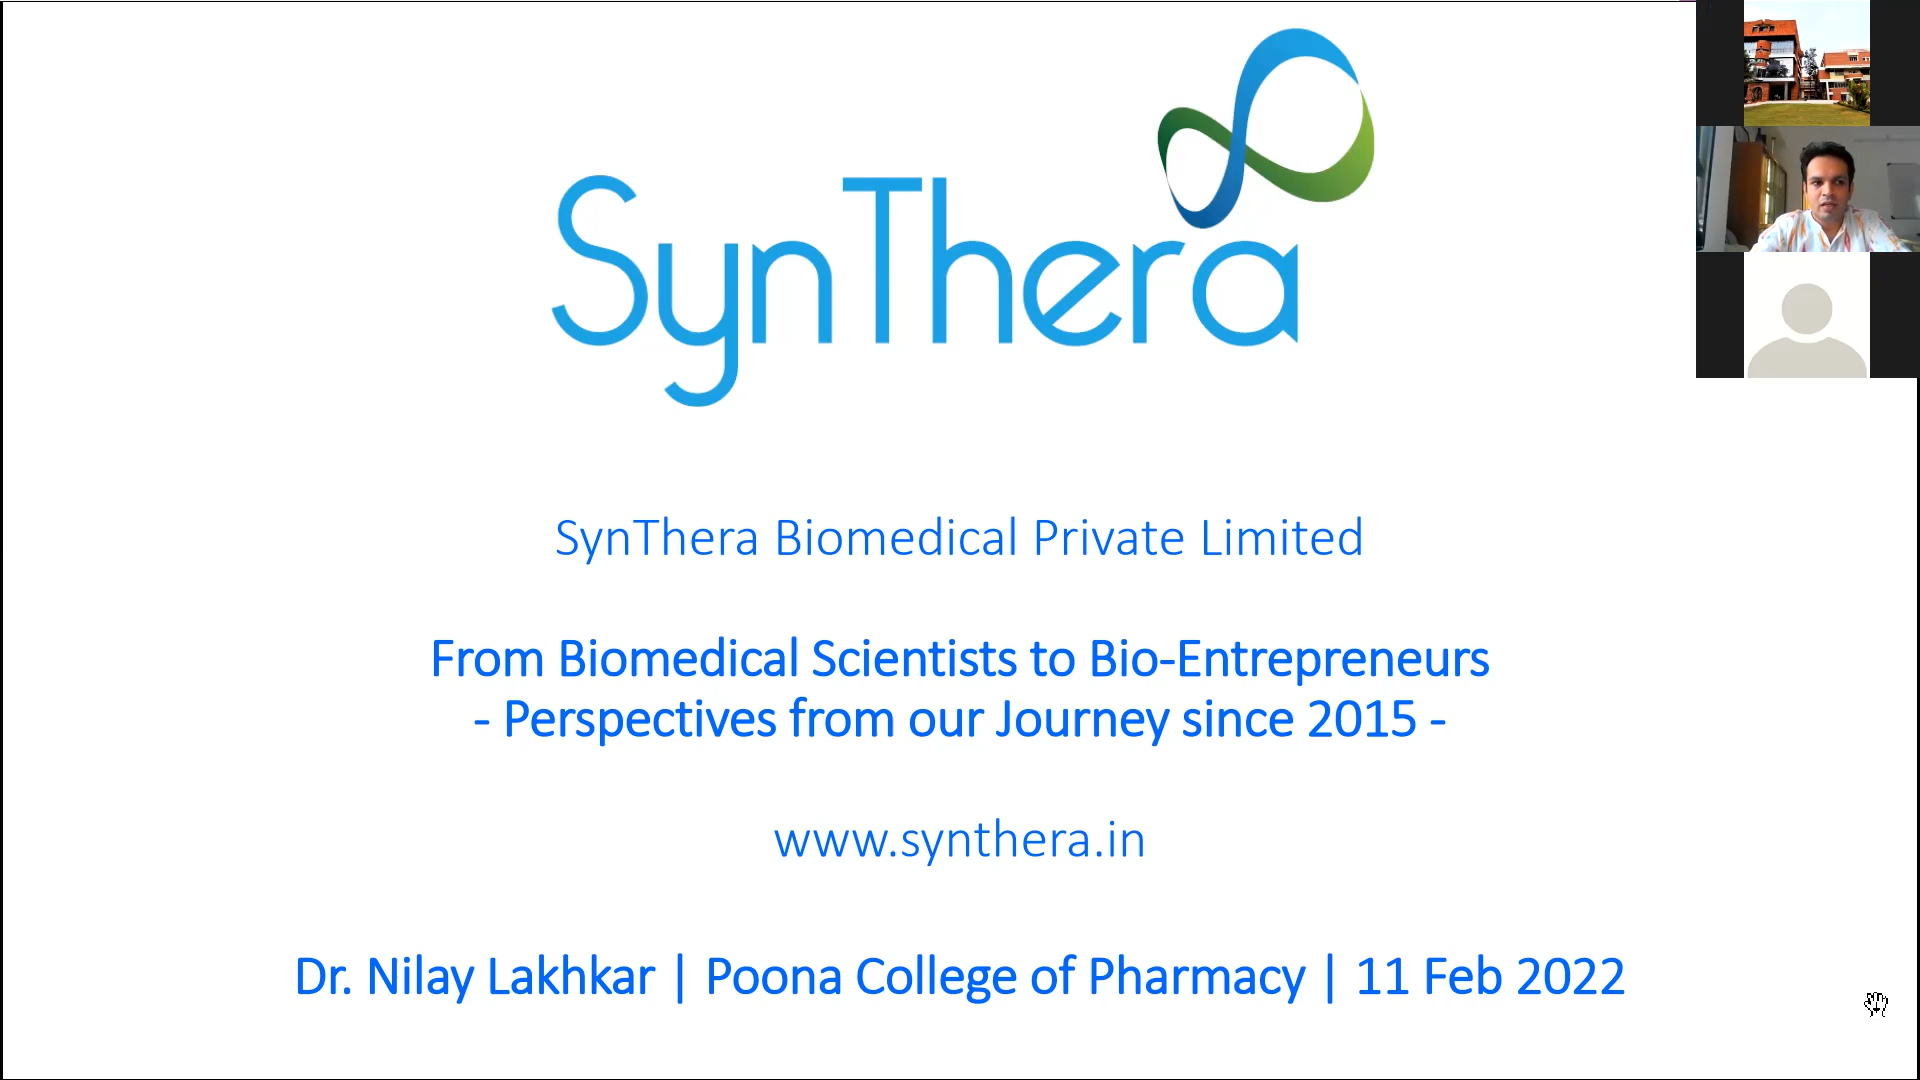 SynThera
SynThera Biomedical Private Limited
From Biomedical Scientists to Bio-Entrepreneurs
- Perspectives from our Journey since 2015 -
www.synthera.in
Dr. Nilay Lakhkar | Poona College of Pharmacy | 11 Feb 2022